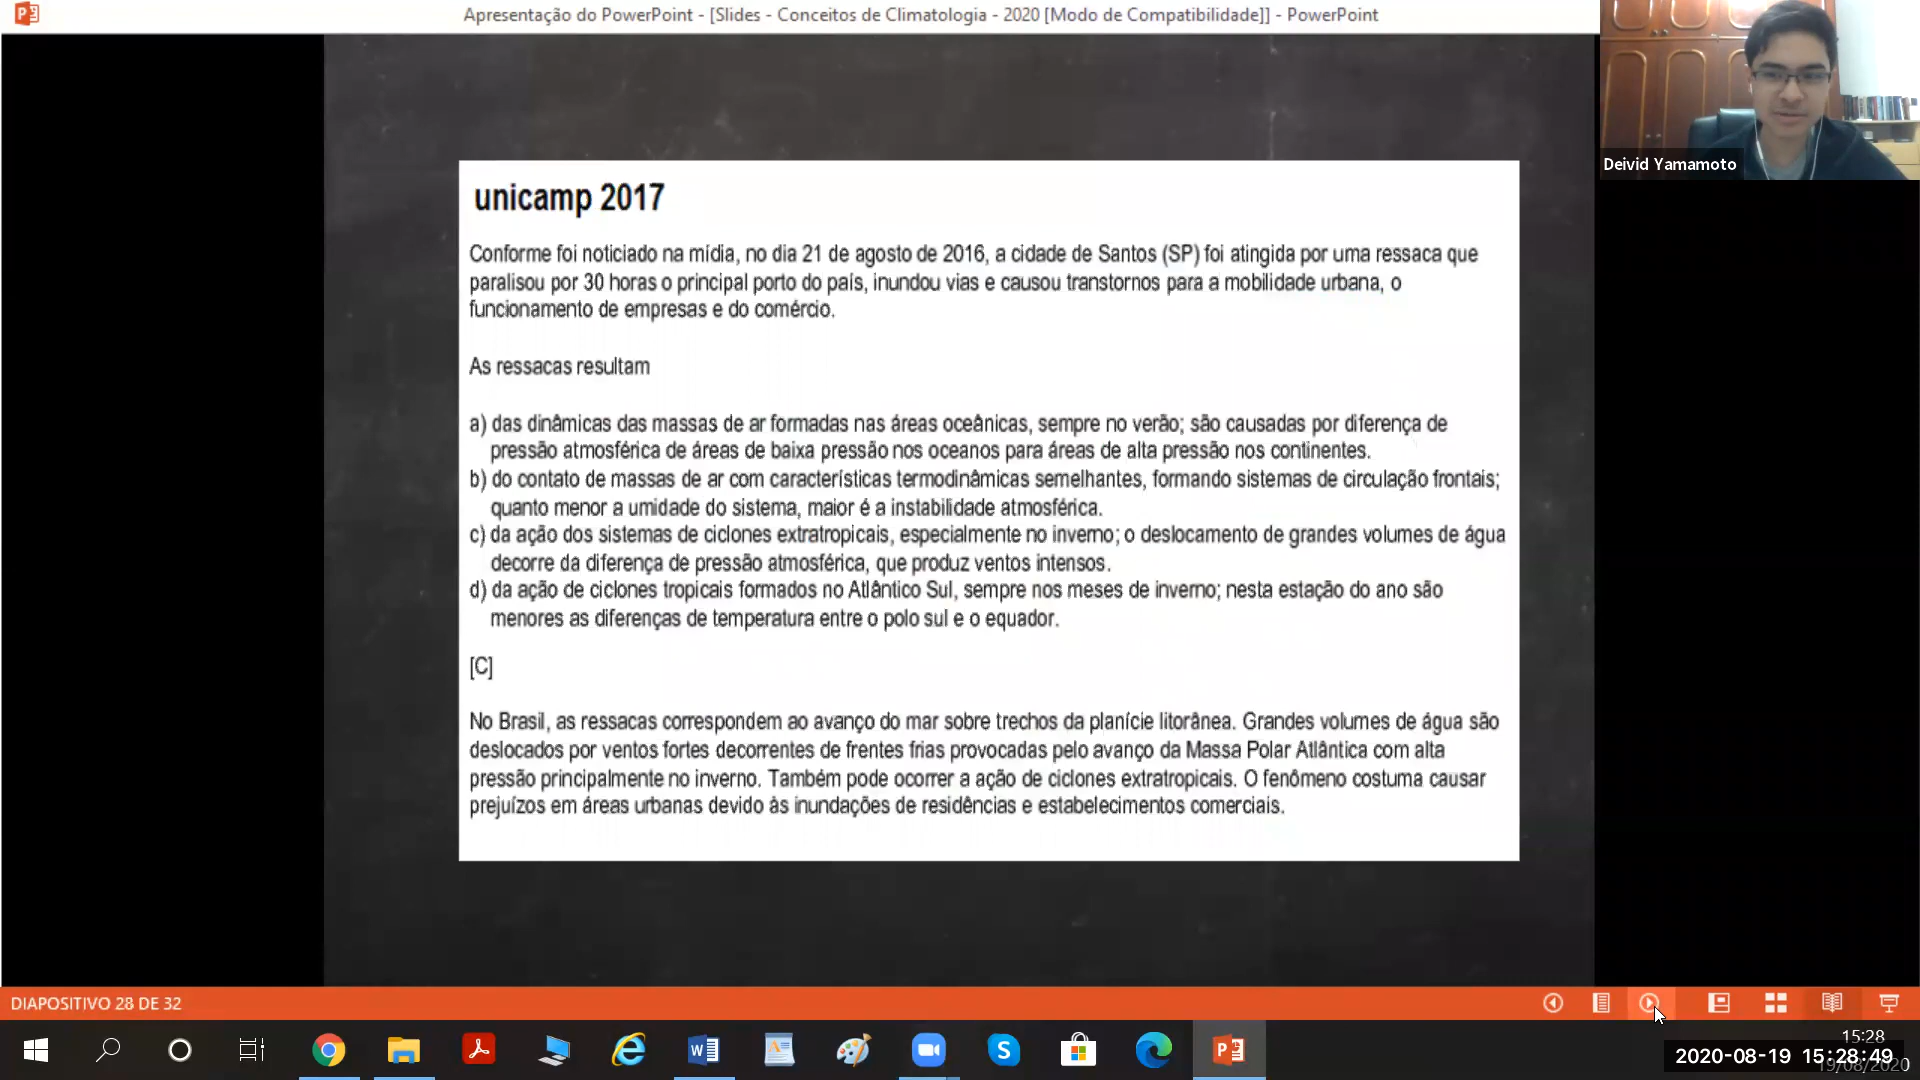 Apresentação do PowerPoint - [Slides - Conceitos de Climatologia - 2020 [Modo de Compatibilidade]] - PowerPoint
Deivid Yamamoto
unicamp 2017
Conforme foi noticiado na mídia, no dia 21 de agosto de 2016, a cidade de Santos (SP) foi atingida por uma ressaca que
paralisou por 30 horas o principal porto do país, inundou vias e causou transtornos para a mobilidade urbana, o
funcionamento de empresas e do comércio.
As ressacas resultam
a) das dinâmicas das massas de ar formadas nas áreas oceânicas, sempre no verão; são causadas por diferença de
pressão atmosférica de áreas de baixa pressão nos oceanos para áreas de alta pressão nos continentes.
b) do contato de massas de ar com características termodinâmicas semelhantes, formando sistemas de circulação frontais;
quanto menor a umidade do sistema, maior é a instabilidade atmosférica.
c) da ação dos sistemas de ciclones extratropicais, especialmente no inverno; o deslocamento de grandes volumes de água
decorre da diferença de pressão atmosférica, que produz ventos intensos.
d) da ação de ciclones tropicais formados no Atlântico Sul, sempre nos meses de inverno; nesta estação do ano são
menores as diferenças de temperatura entre o polo sul e o equador.
[C]
No Brasil, as ressacas correspondem ao avanço do mar sobre trechos da planície litorânea. Grandes volumes de água são
deslocados por ventos fortes decorrentes de frentes frias provocadas pelo avanço da Massa Polar Atlântica com alta
pressão principalmente no inverno. Também pode ocorrer a ação de ciclones extratropicais. O fenômeno costuma causar
prejuízos em áreas urbanas devido às inundações de residências e estabelecimentos comerciais.
DIAPOSITIVO 28 DE 32
15:28
2020-08-19 15:28:49
19/08/2020